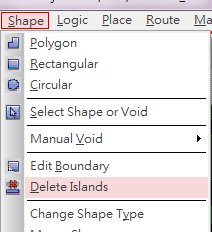 Shape Logic Place Route
Polygon
Rectangular
Circular
Select Shape or Void
Manual Void
Edit Boundary
Delete Islands
Change Shape Type